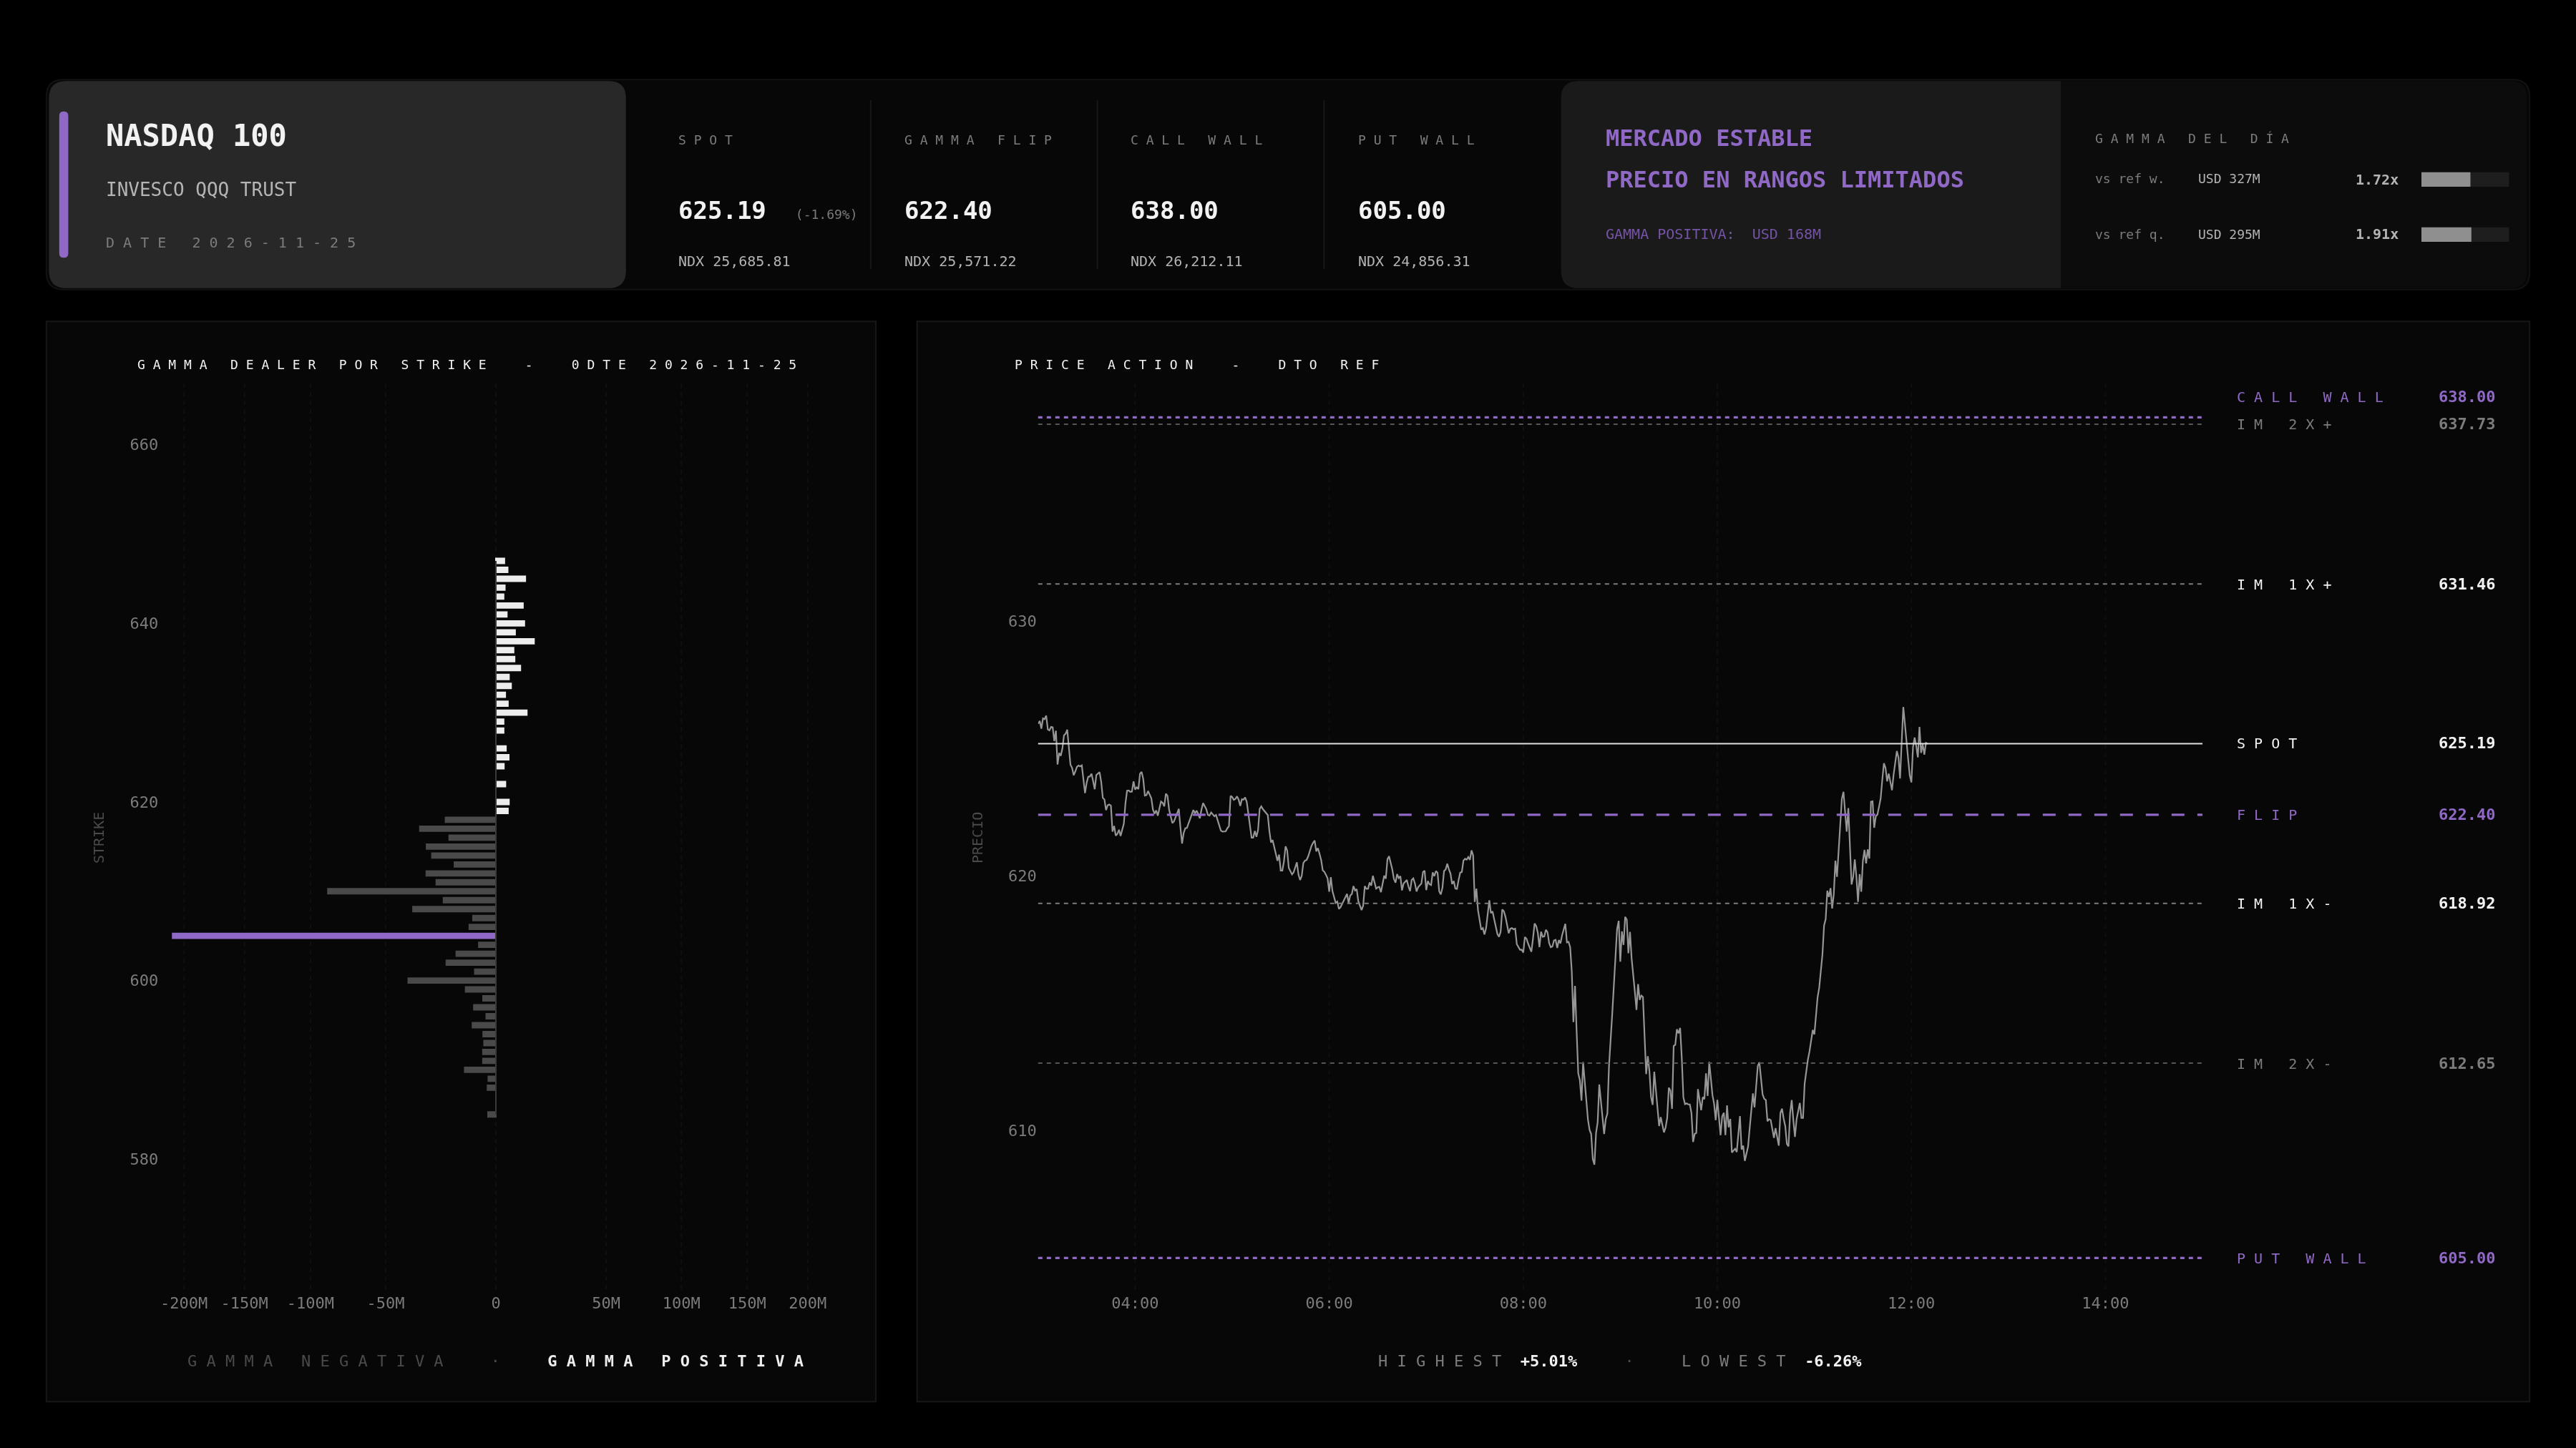 NASDAQ 100
INVESCO QQQ TRUST
DATE 2026-11-25
SPOT
625.19 (-1.69%)
NDX 25,685.81
GAMMA FLIP
622.40
NDX 25,571.22
CALL WALL
638.00
NDX 26,212.11
PUT WALL
605.00
NDX 24,856.31
MERCADO ESTABLE
PRECIO EN RANGOS LIMITADOS
GAMMA POSITIVA: USD 168M
GAMMA DEL DÍA
vs ref w. USD 327M 1.72x
vs ref q. USD 295M 1.91x
GAMMA DEALER POR STRIKE - 0DTE 2026-11-25
STRIKE
660
640
620
600
580
-200M -150M -100M -50M 0 50M 100M 150M 200M
GAMMA NEGATIVA · GAMMA POSITIVA
PRICE ACTION - DTO REF
PRECIO
630
620
610
CALL WALL 638.00
IM 2X+ 637.73
IM 1X+ 631.46
SPOT 625.19
FLIP 622.40
IM 1X- 618.92
IM 2X- 612.65
PUT WALL 605.00
04:00 06:00 08:00 10:00 12:00 14:00
HIGHEST +5.01% · LOWEST -6.26%